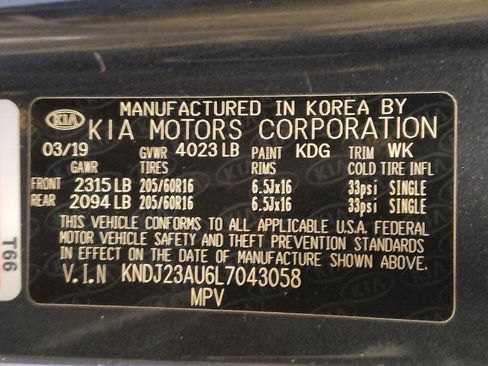 KIA MANUFACTURED IN KOREA BY
KIA MOTORS CORPORATION
03/19 GVWR 4023 LB PAINT KDG TRIM WK
GAWR TIRES RIMS COLD TIRE INFL
FRONT 2315 LB 205/60R16 6.5Jx16 33psi SINGLE
REAR 2094 LB 205/60R16 6.5Jx16 33psi SINGLE
THIS VEHICLE CONFORMS TO ALL APPLICABLE U.S.A. FEDERAL
MOTOR VEHICLE SAFETY AND THEFT PREVENTION STANDARDS
IN EFFECT ON THE DATE OF MANUFACTURE SHOWN ABOVE.
V.I.N KNDJ23AU6L7043058
MPV
T66